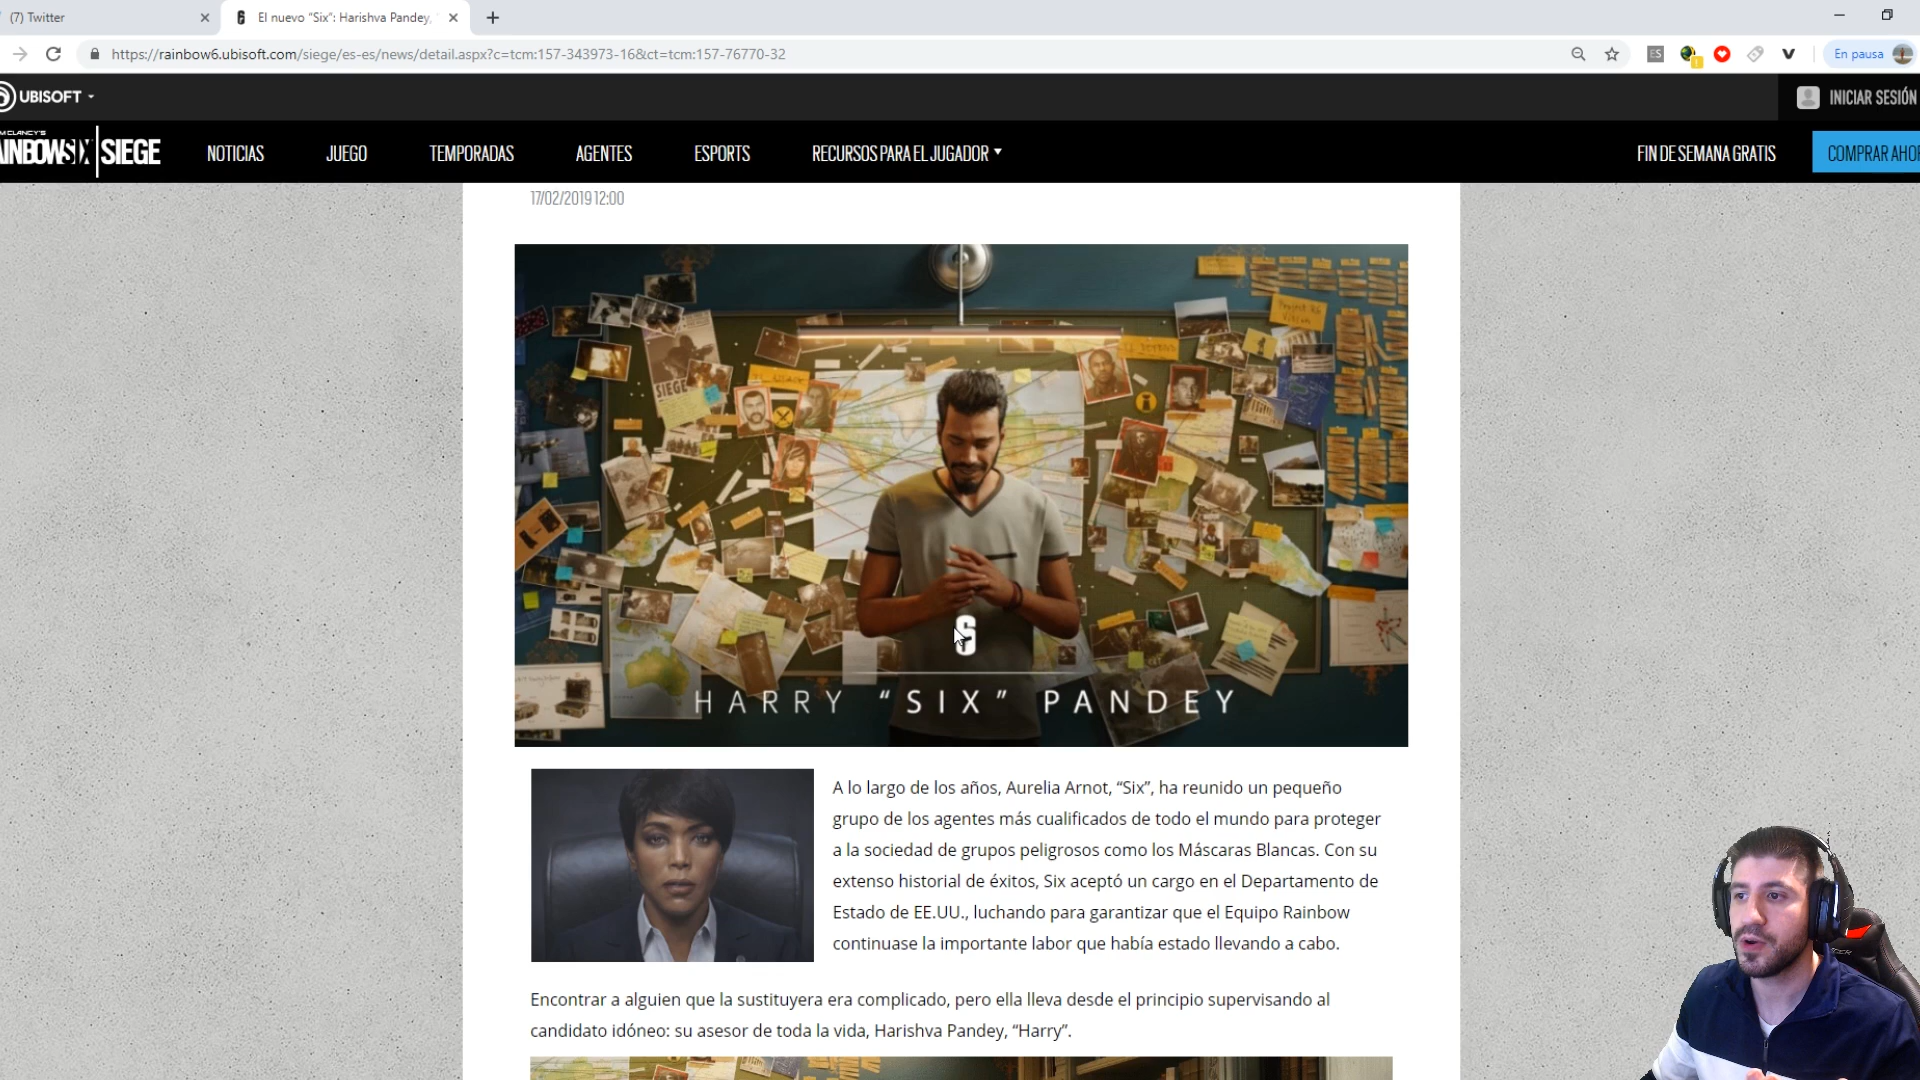 (7) Twitter
El nuevo “Six”: Harishva Pandey,
https://rainbow6.ubisoft.com/siege/es-es/news/detail.aspx?c=tcm:157-343973-16&ct=tcm:157-76770-32
ES
En pausa
UBISOFT
INICIAR SESIÓN
SIEGE
NOTICIAS
JUEGO
TEMPORADAS
AGENTES
ESPORTS
RECURSOS PARA EL JUGADOR
FIN DE SEMANA GRATIS
COMPRAR AHO
17/02/2019 12:00
SIEGE
6
HARRY “SIX” PANDEY
A lo largo de los años, Aurelia Arnot, “Six”, ha reunido un pequeño
grupo de los agentes más cualificados de todo el mundo para proteger
a la sociedad de grupos peligrosos como los Máscaras Blancas. Con su
extenso historial de éxitos, Six aceptó un cargo en el Departamento de
Estado de EE.UU., luchando para garantizar que el Equipo Rainbow
continuase la importante labor que había estado llevando a cabo.
Encontrar a alguien que la sustituyera era complicado, pero ella lleva desde el principio supervisando al
candidato idóneo: su asesor de toda la vida, Harishva Pandey, “Harry”.